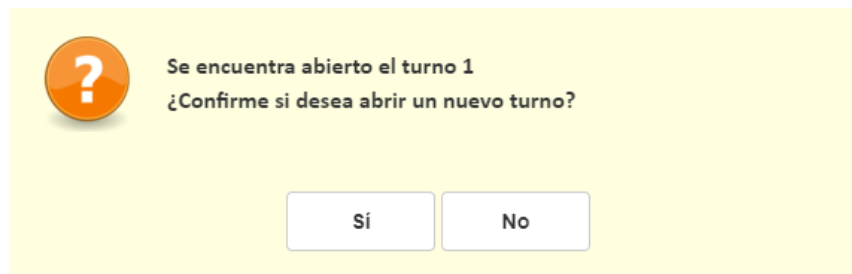 ?
Se encuentra abierto el turno 1
¿Confirme si desea abrir un nuevo turno?
Sí
No